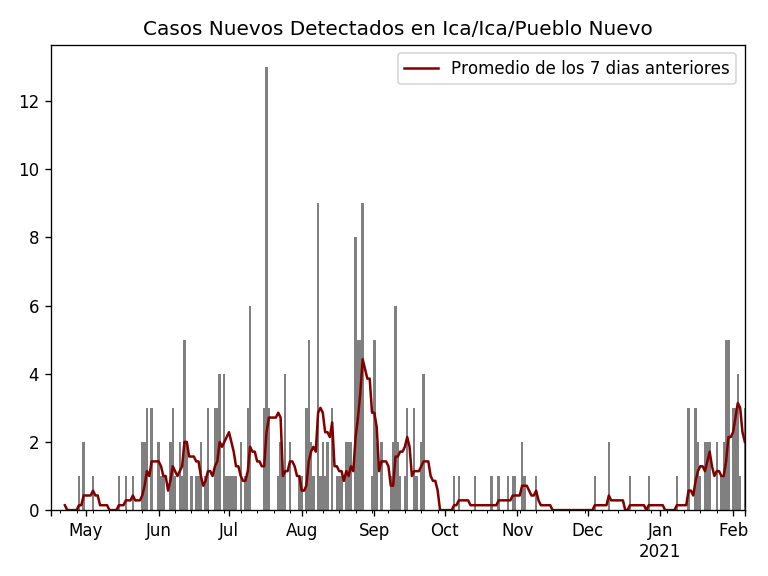 Casos Nuevos Detectados en Ica/Ica/Pueblo Nuevo
Promedio de los 7 dias anteriores
12
10
8
6
4
2
0
May Jun Jul Aug Sep Oct Nov Dec Jan Feb
2021